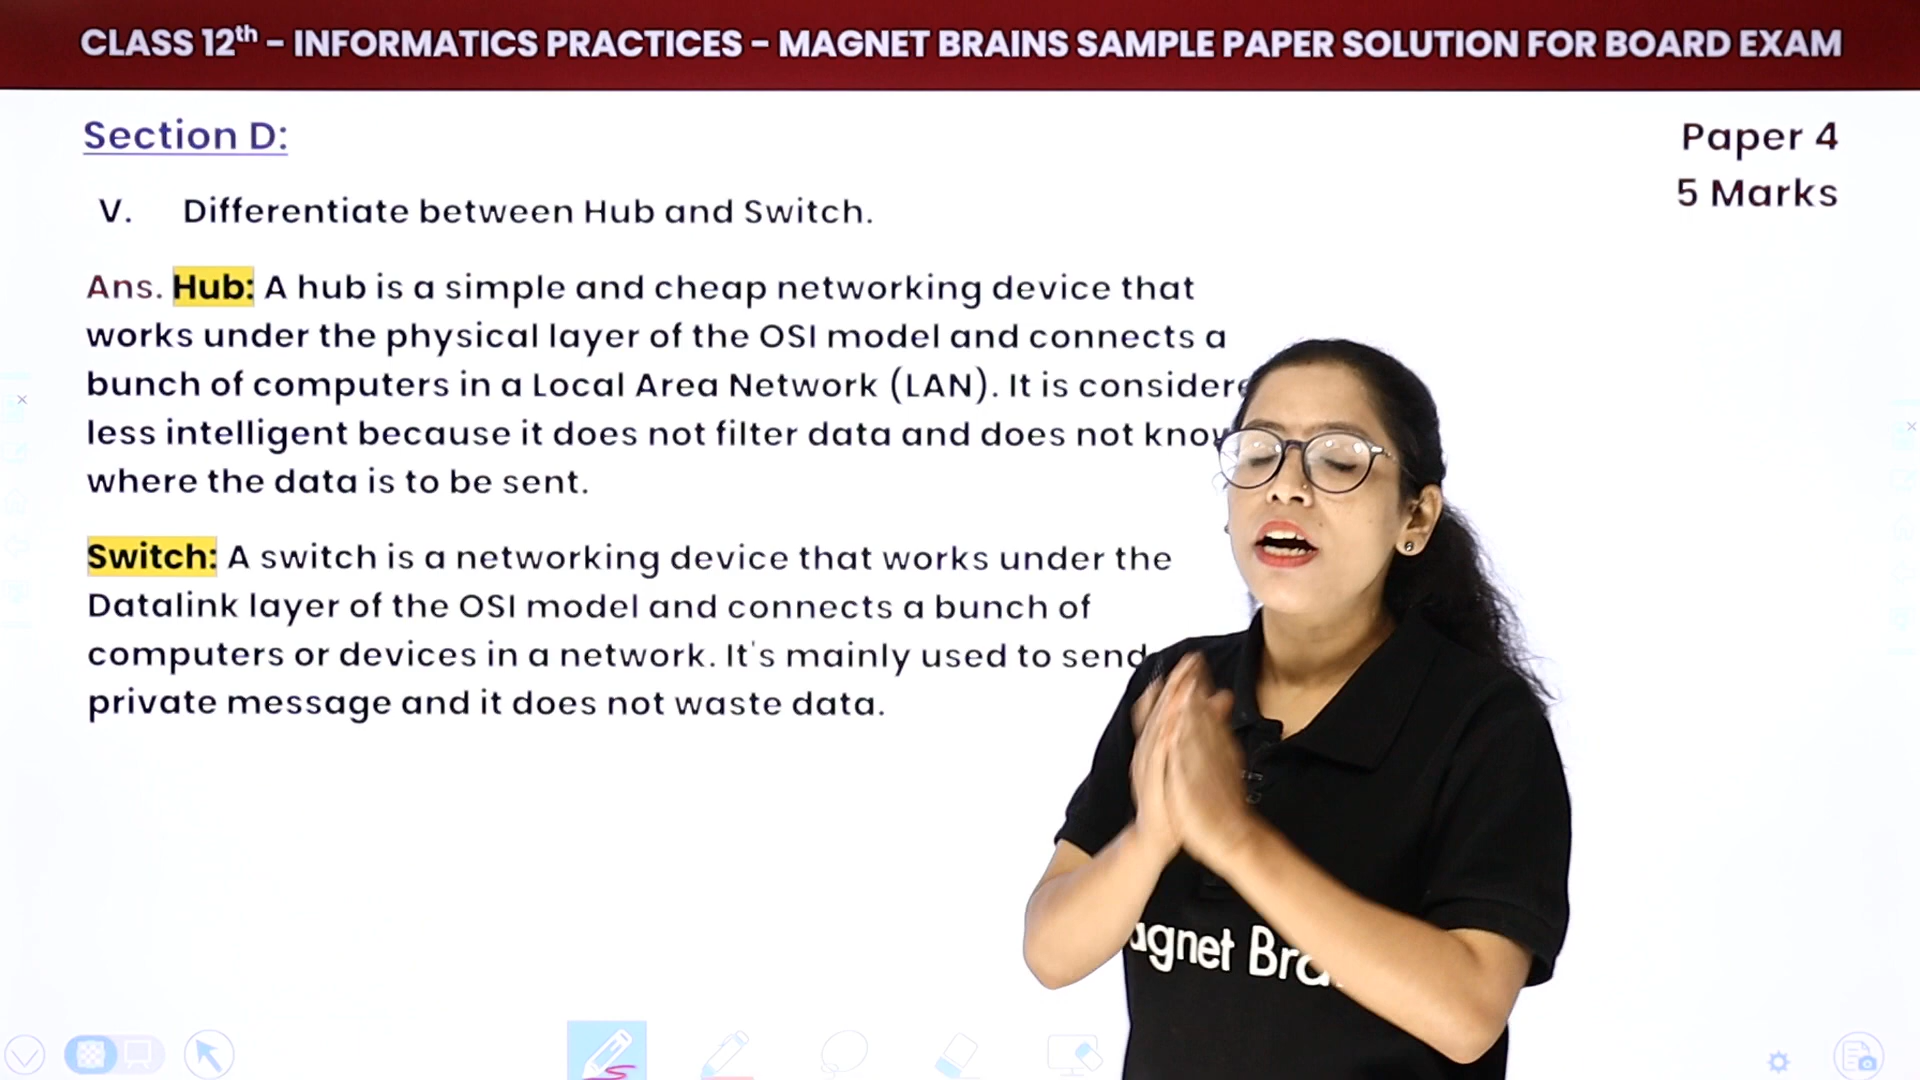 CLASS 12th – INFORMATICS PRACTICES – MAGNET BRAINS SAMPLE PAPER SOLUTION FOR BOARD EXAM
Section D:
Paper 4
5 Marks
V. Differentiate between Hub and Switch.
Ans. Hub: A hub is a simple and cheap networking device that
works under the physical layer of the OSI model and connects a
bunch of computers in a Local Area Network (LAN). It is
less intelligent because it does not filter data and does not
where the data is to be sent.
Switch: A switch is a networking device that works under the
Datalink layer of the OSI model and connects a bunch of
computers or devices in a network. It's mainly used to send
private message and it does not waste data.